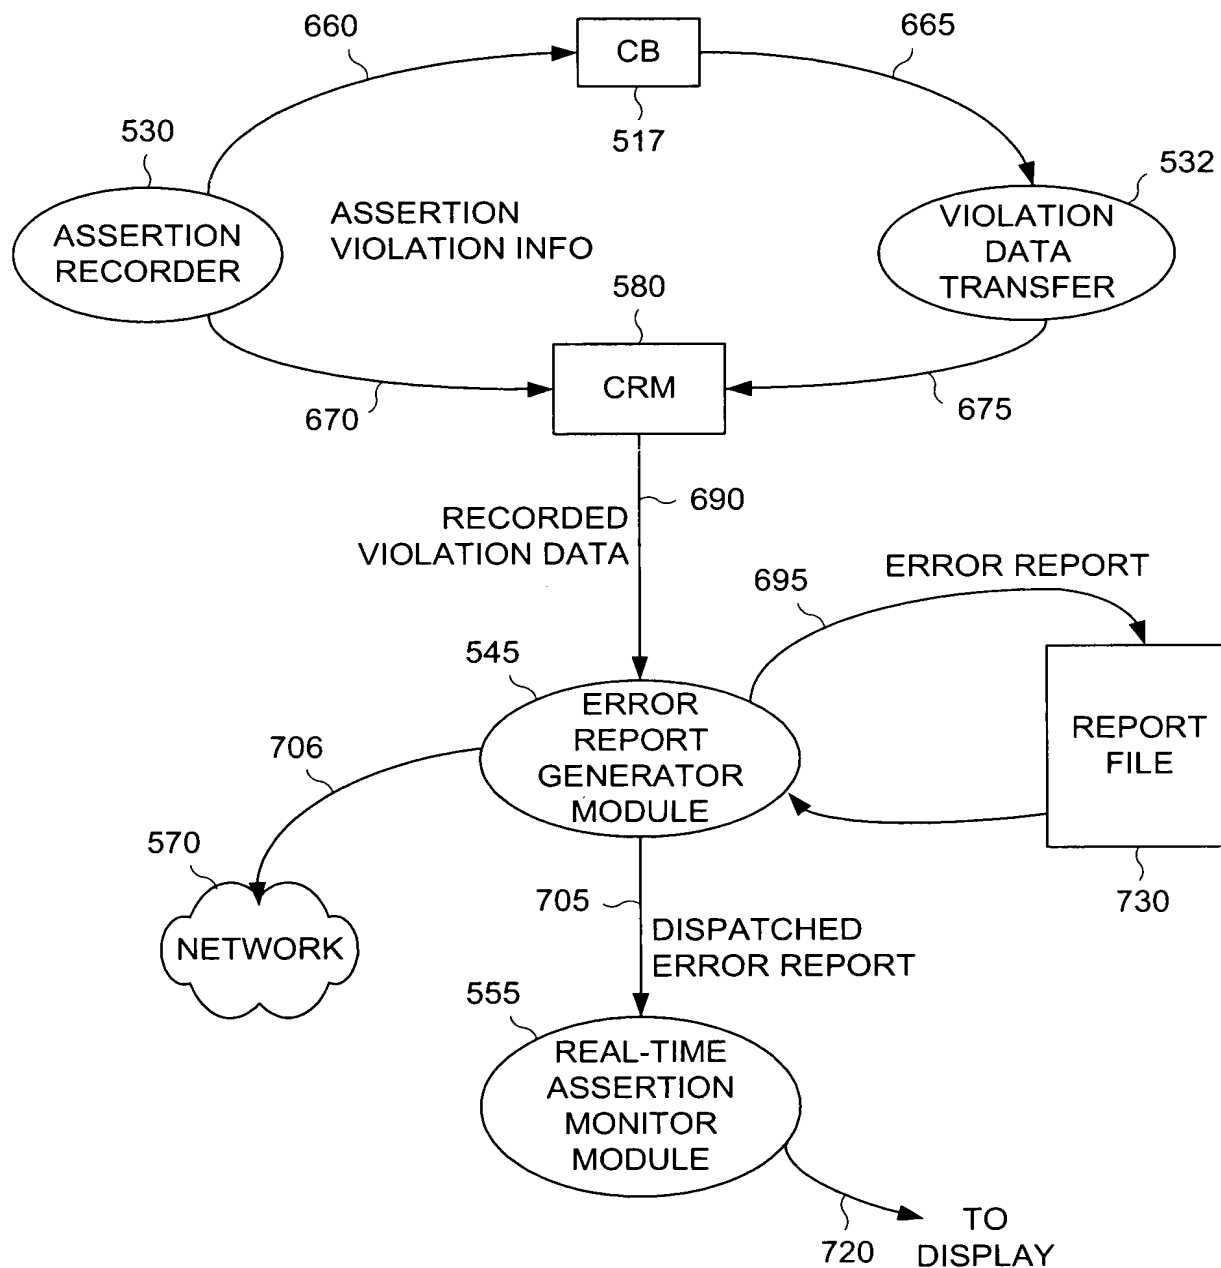 660
CB
665
517
530
532
ASSERTION
RECORDER
ASSERTION
VIOLATION INFO
VIOLATION
DATA
TRANSFER
580
CRM
670
675
690
RECORDED
VIOLATION DATA
ERROR REPORT
695
545
ERROR
REPORT
GENERATOR
MODULE
REPORT
FILE
706
570
NETWORK
705
730
DISPATCHED
ERROR REPORT
555
REAL-TIME
ASSERTION
MONITOR
MODULE
720
TO
DISPLAY